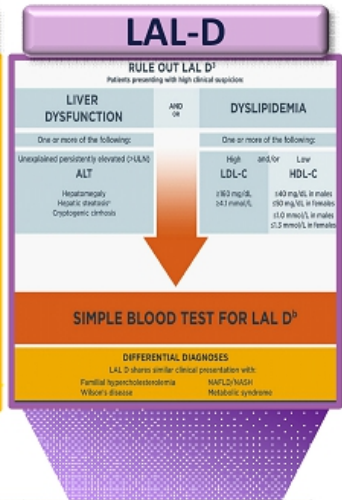 LAL-D
RULE OUT LAL D³
Patients presenting with high clinical suspicion:
LIVER
DYSFUNCTION
AND
OR
DYSLIPIDEMIA
One or more of the following:
One or more of the following:
Unexplained persistently elevated (>ULN)
ALT
Hepatomegaly
Hepatic steatosis
Cryptogenic cirrhosis
High and/or Low
LDL-C HDL-C
≥160 mg/dL
≥4.1 mmol/L
≤40 mg/dL in males
≤50 mg/dL in females
≤1.0 mmol/L in males
≤1.3 mmol/L in females
SIMPLE BLOOD TEST FOR LAL Dᵇ
DIFFERENTIAL DIAGNOSES
LAL D shares similar clinical presentation with:
Familial hypercholesterolemia NAFLD/NASH
Wilson's disease Metabolic syndrome